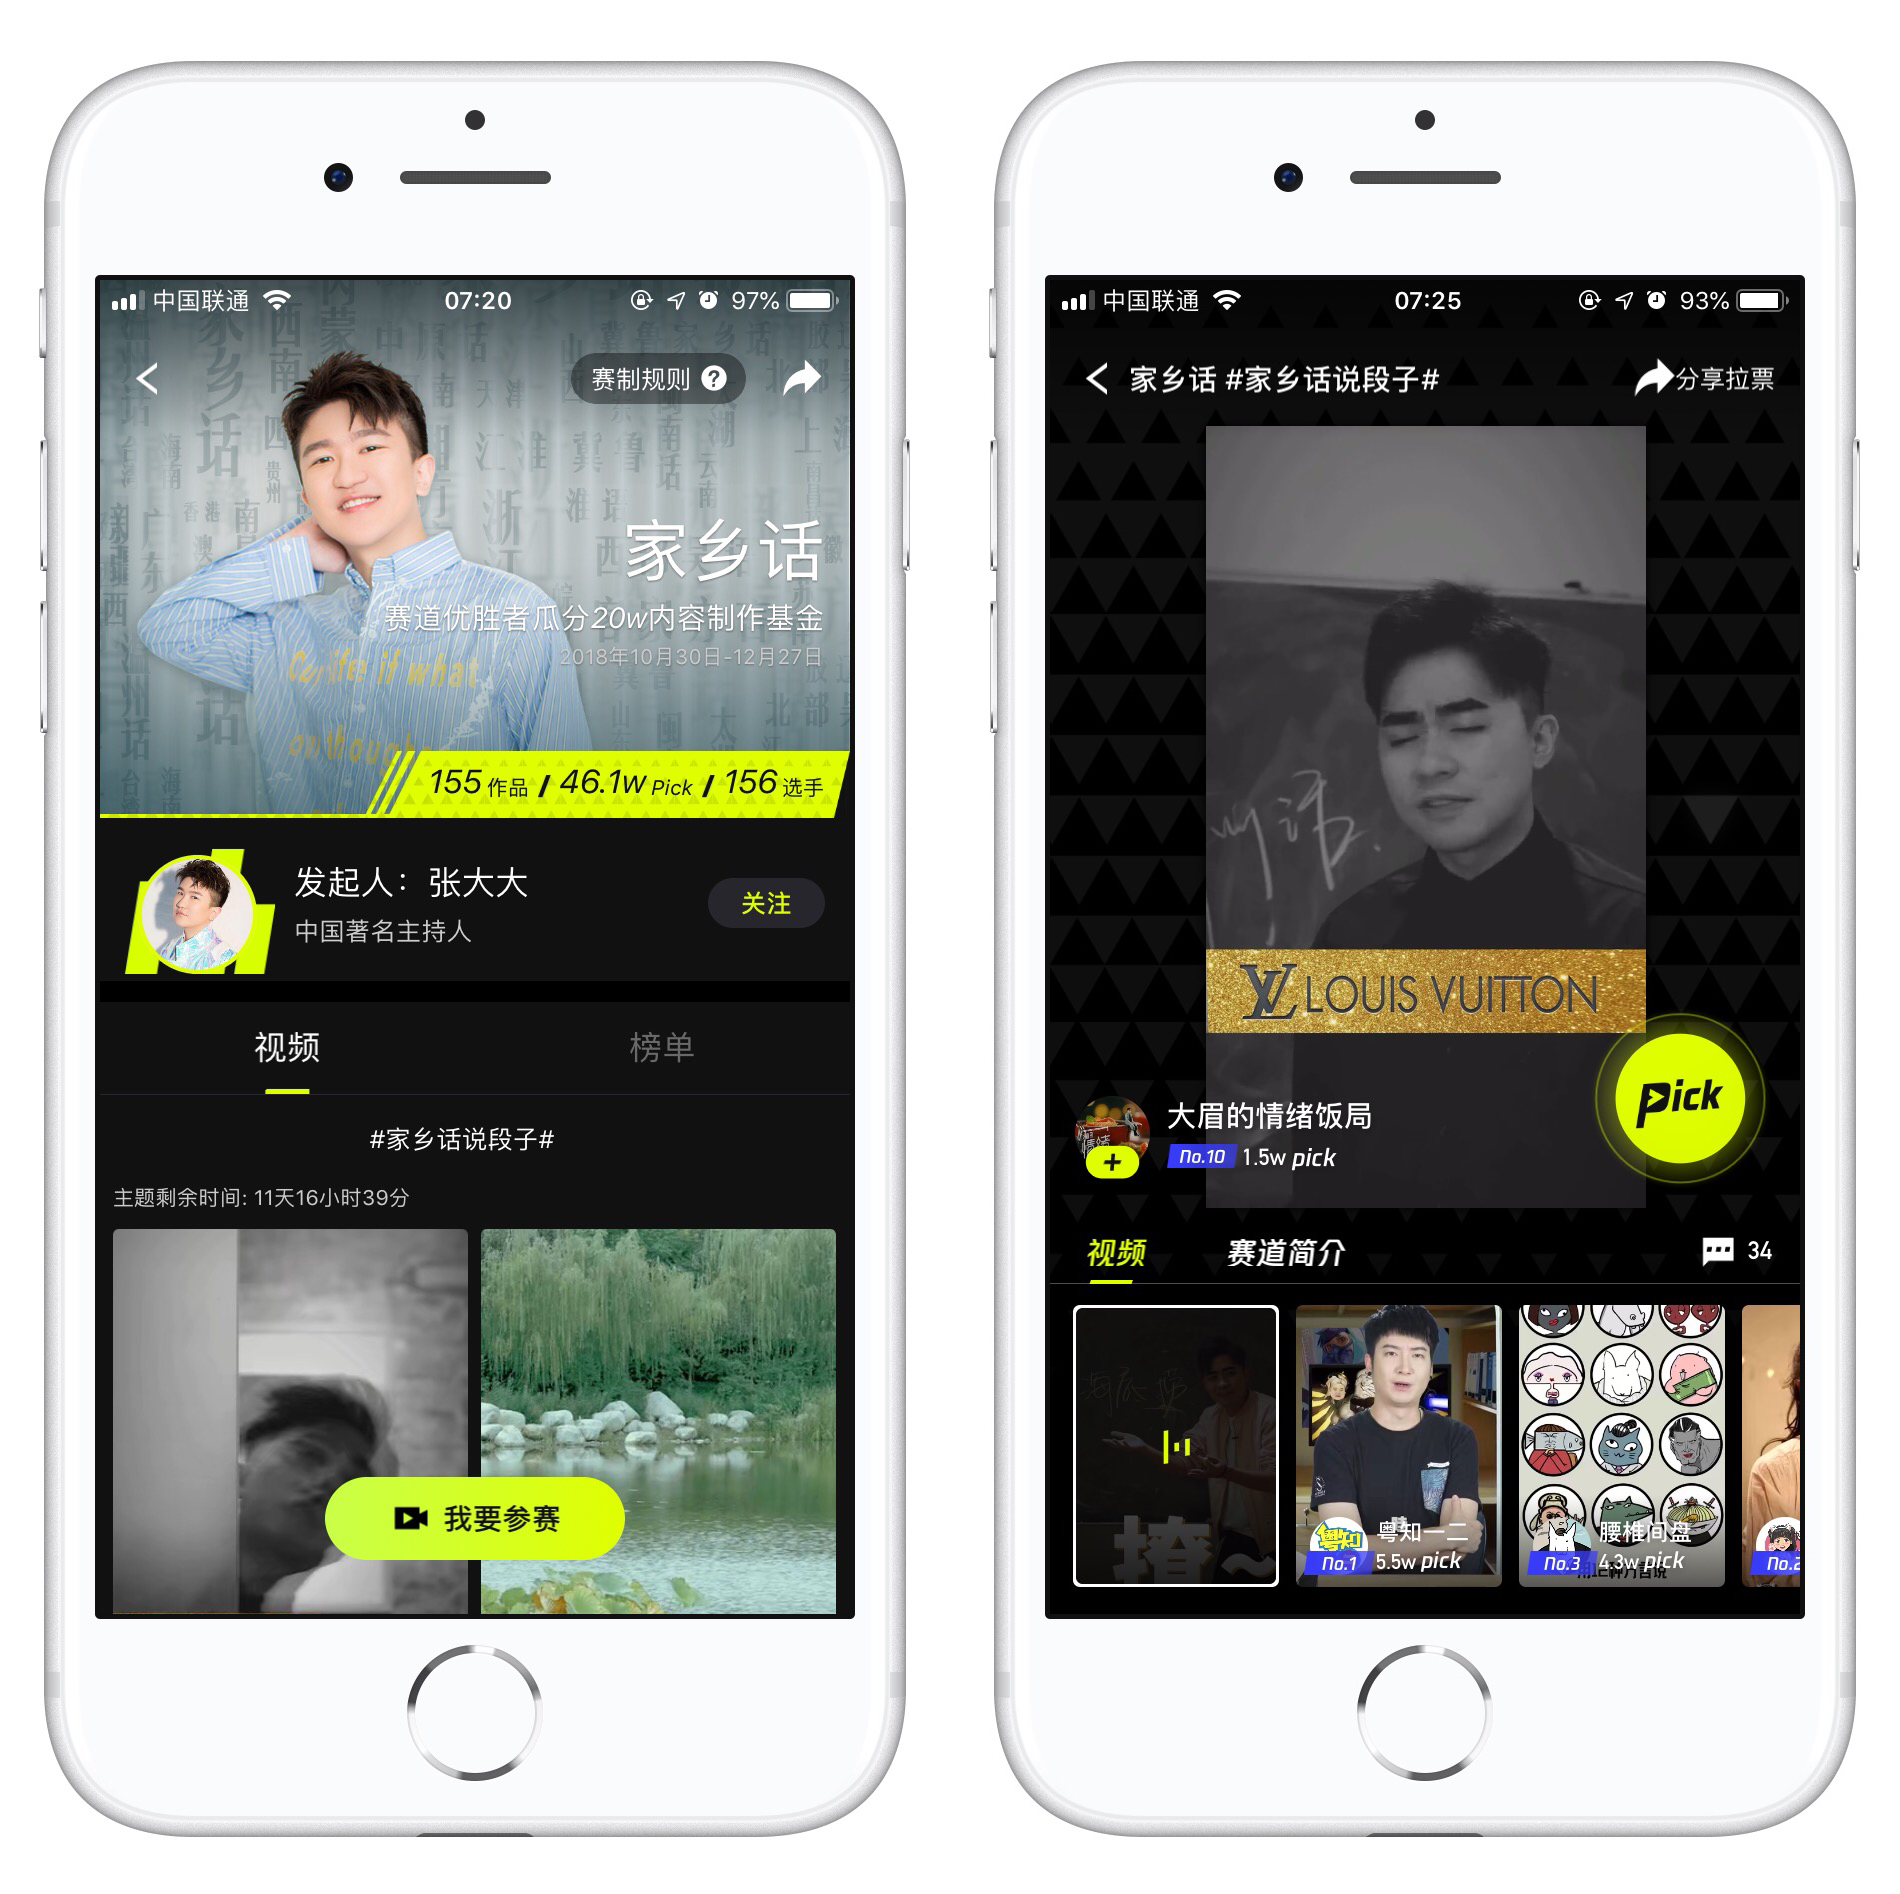 中国联通
07:20
97%
赛制规则 ?
家乡话
赛道优胜者瓜分20w内容制作基金
2018年10月30日-12月27日
155 作品 / 46.1w Pick / 156 选手
发起人：张大大
中国著名主持人
关注
视频
榜单
#家乡话说段子#
主题剩余时间: 11天16小时39分
我要参赛
中国联通
07:25
93%
家乡话 #家乡话说段子#
分享拉票
LV LOUIS VUITTON
Pick
大眉的情绪饭局
No.10 1.5w pick
视频
赛道简介
34
撩~
粤知一二
No.1 5.5w pick
腰椎间盘
No.3 4.3w pick
No.2